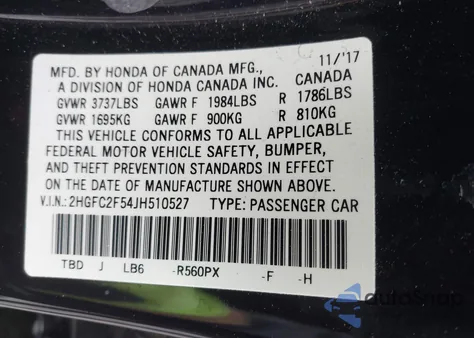 MFD. BY HONDA OF CANADA MFG., 11/'17
A DIVISION OF HONDA CANADA INC. CANADA
GVWR 3737LBS GAWR F 1984LBS R 1786LBS
GVWR 1695KG GAWR F 900KG R 810KG
THIS VEHICLE CONFORMS TO ALL APPLICABLE
FEDERAL MOTOR VEHICLE SAFETY, BUMPER,
AND THEFT PREVENTION STANDARDS IN EFFECT
ON THE DATE OF MANUFACTURE SHOWN ABOVE.
V.I.N.: 2HGFC2F54JH510527 TYPE: PASSENGER CAR
TBD J LB6 -R560PX -F -H
autoSnap